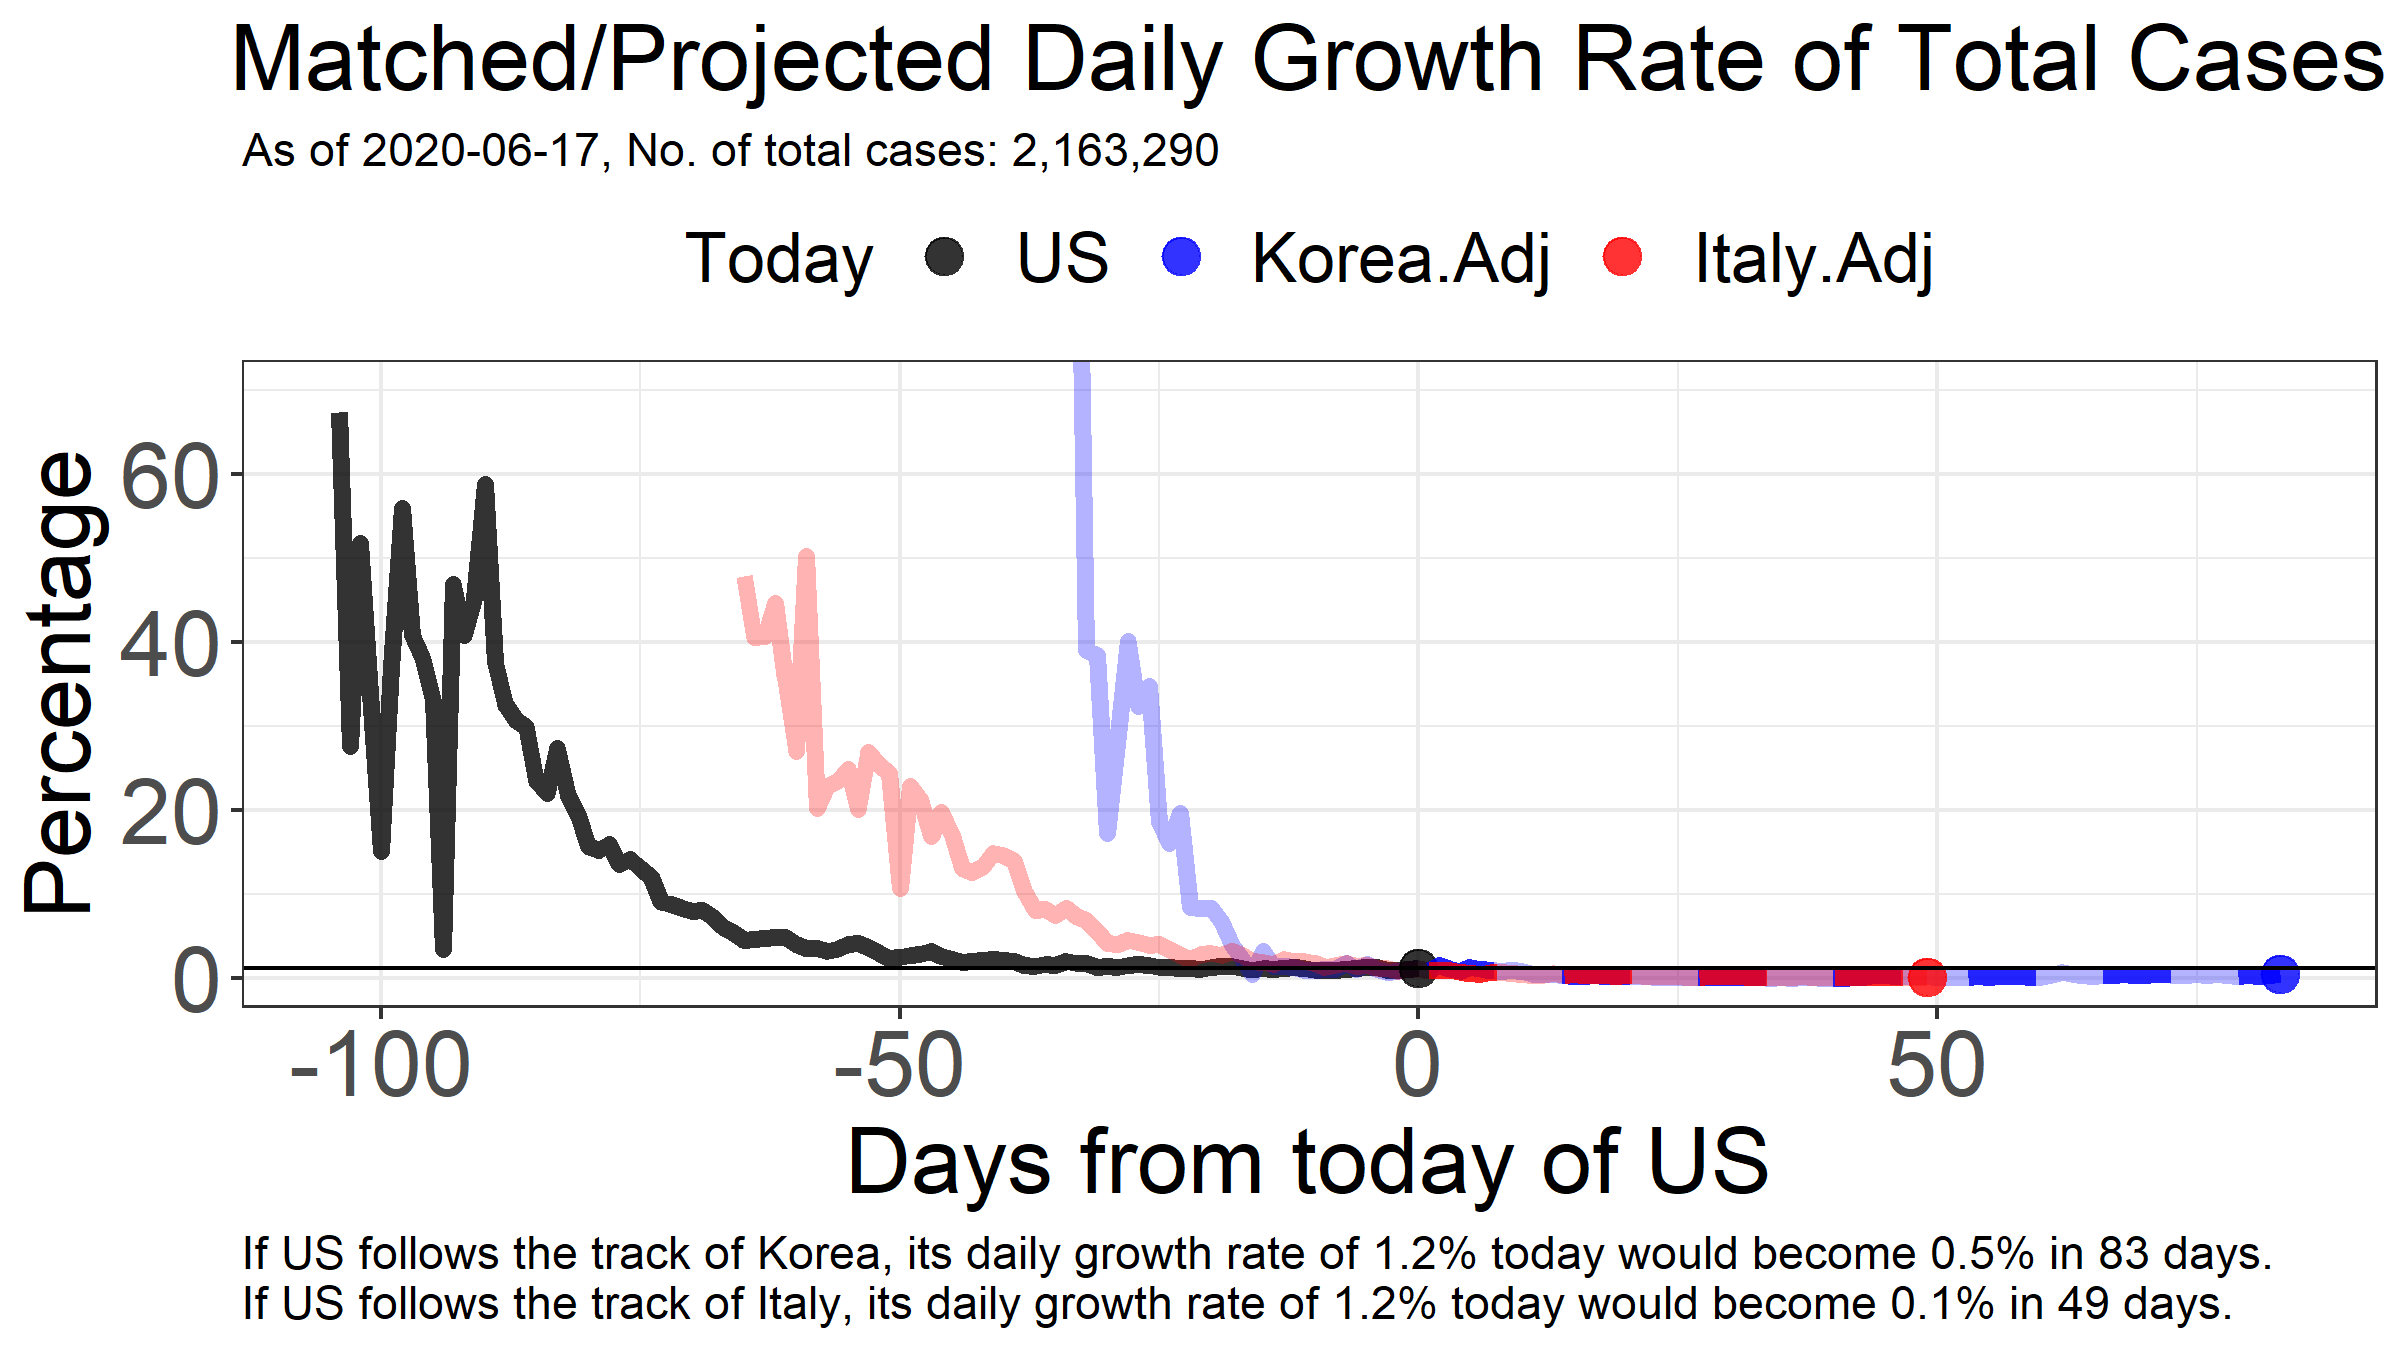 Matched/Projected Daily Growth Rate of Total Cases
As of 2020-06-17, No. of total cases: 2,163,290
Today US Korea.Adj Italy.Adj
Percentage
60
40
20
0
-100 -50 0 50
Days from today of US
If US follows the track of Korea, its daily growth rate of 1.2% today would become 0.5% in 83 days.
If US follows the track of Italy, its daily growth rate of 1.2% today would become 0.1% in 49 days.